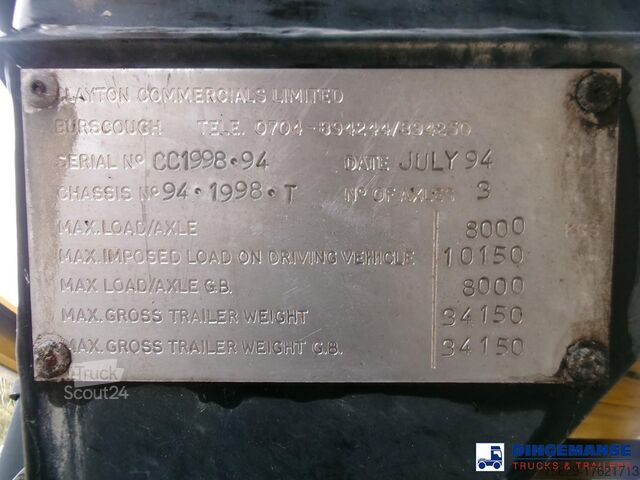 CLAYTON COMMERCIALS LIMITED
BURSCOUGH TELE. 0704-894244/894250
SERIAL Nº CC1998·94 DATE JULY 94
CHASSIS Nº 94·1998·T Nº OF AXLES 3
MAX. LOAD/AXLE 8000 KGS
MAX. IMPOSED LOAD ON DRIVING VEHICLE 10150
MAX LOAD/AXLE G.B. 8000
MAX. GROSS TRAILER WEIGHT 34150
MAX. GROSS TRAILER WEIGHT G.B. 34150
Truck
Scout24
DINGEMANSE
TRUCKS & TRAILERS
17621713